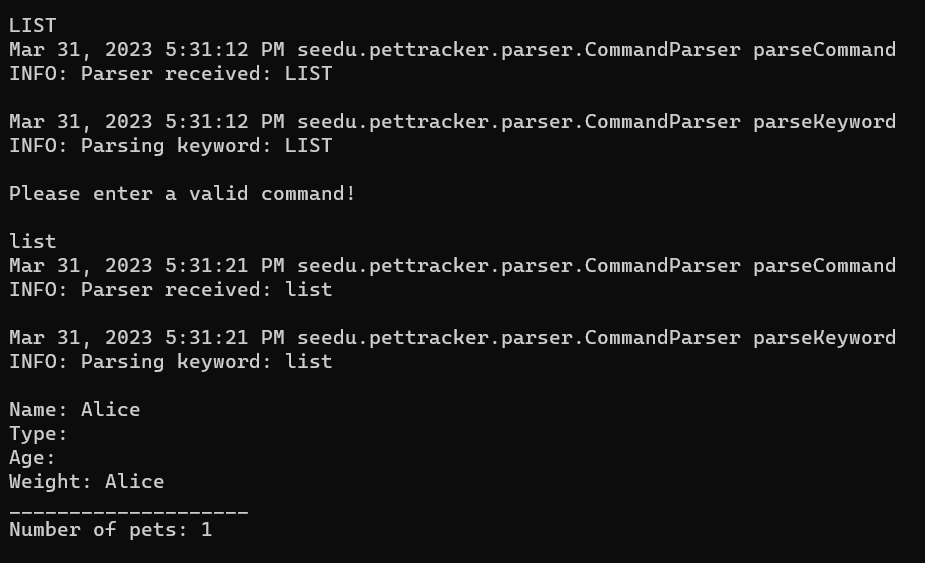 LIST
Mar 31, 2023 5:31:12 PM seedu.pettracker.parser.CommandParser parseCommand
INFO: Parser received: LIST
Mar 31, 2023 5:31:12 PM seedu.pettracker.parser.CommandParser parseKeyword
INFO: Parsing keyword: LIST
Please enter a valid command!
list
Mar 31, 2023 5:31:21 PM seedu.pettracker.parser.CommandParser parseCommand
INFO: Parser received: list
Mar 31, 2023 5:31:21 PM seedu.pettracker.parser.CommandParser parseKeyword
INFO: Parsing keyword: list
Name: Alice
Type:
Age:
Weight: Alice
____________________
Number of pets: 1